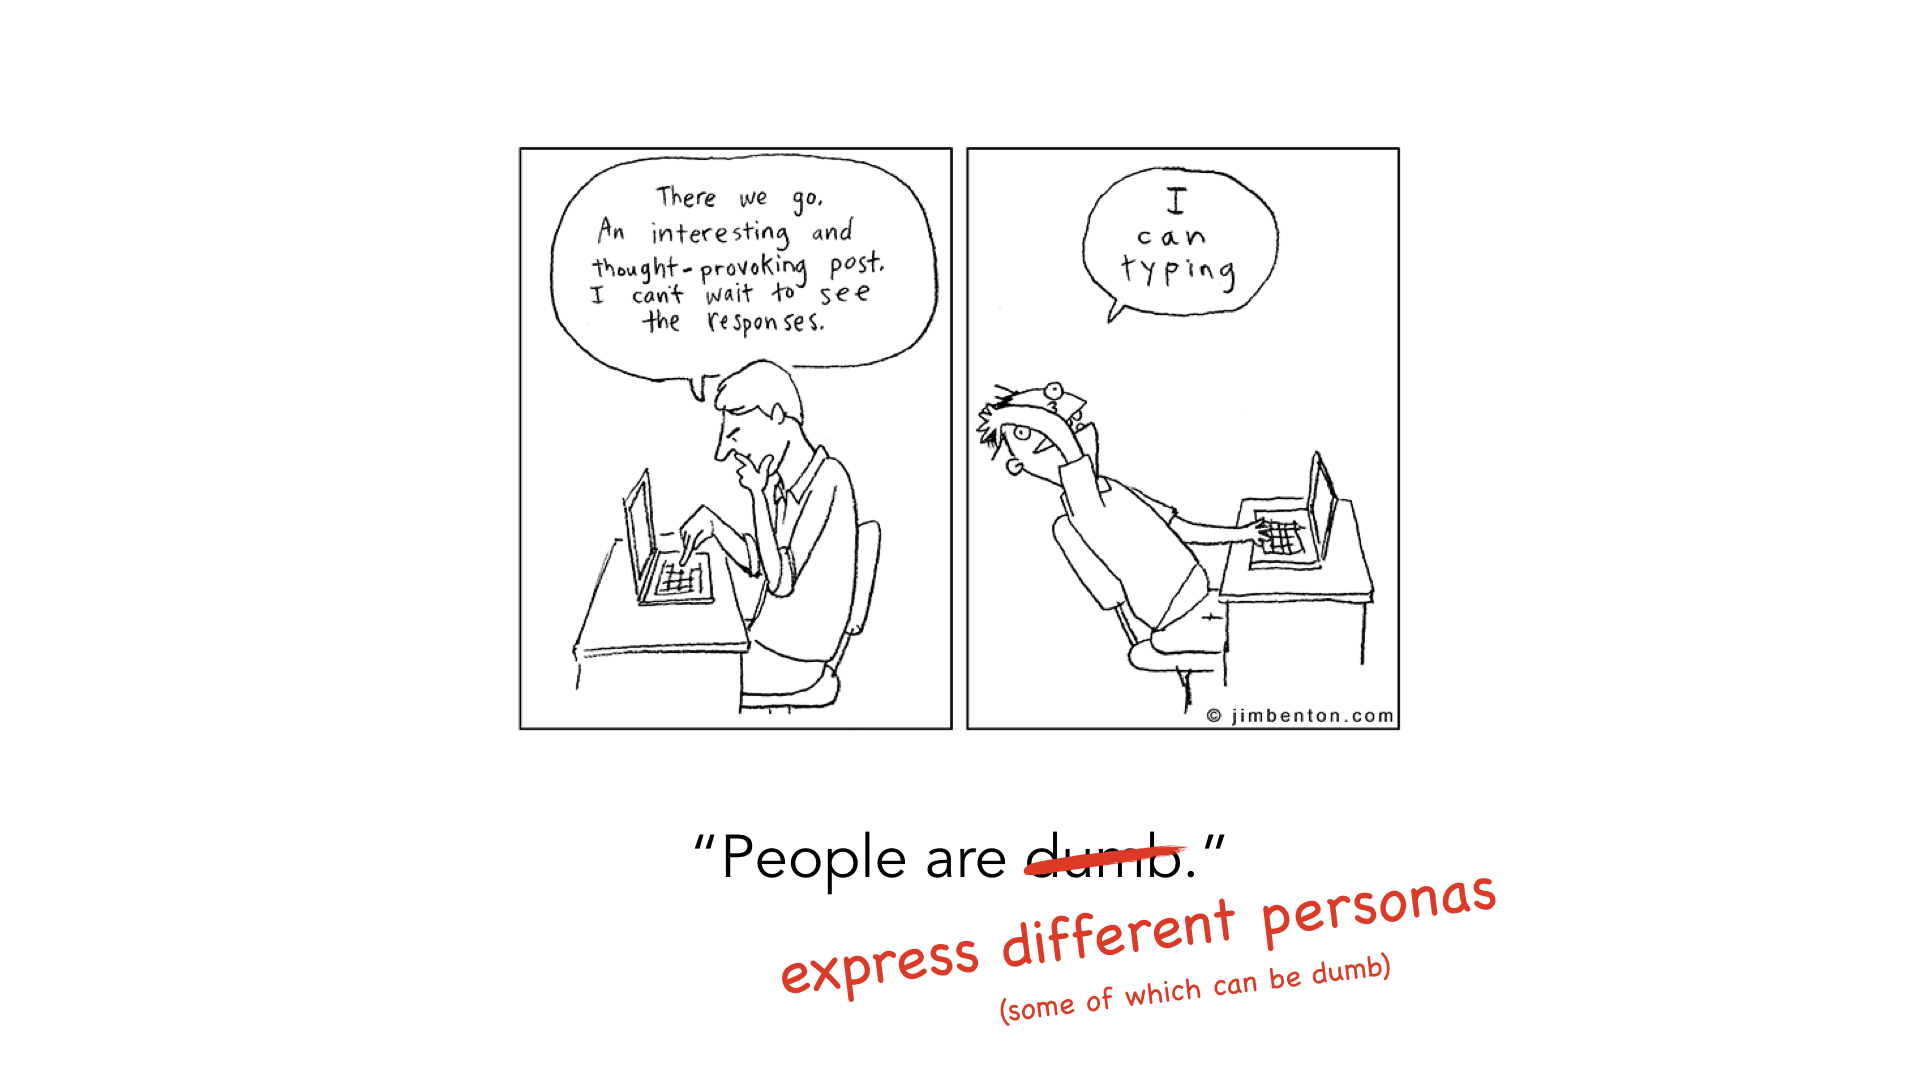 There we go.
An interesting and
thought-provoking post.
I can't wait to see
the responses.
I
can
typing
© jimbenton.com
“People are dumb.”
express different personas
(some of which can be dumb)